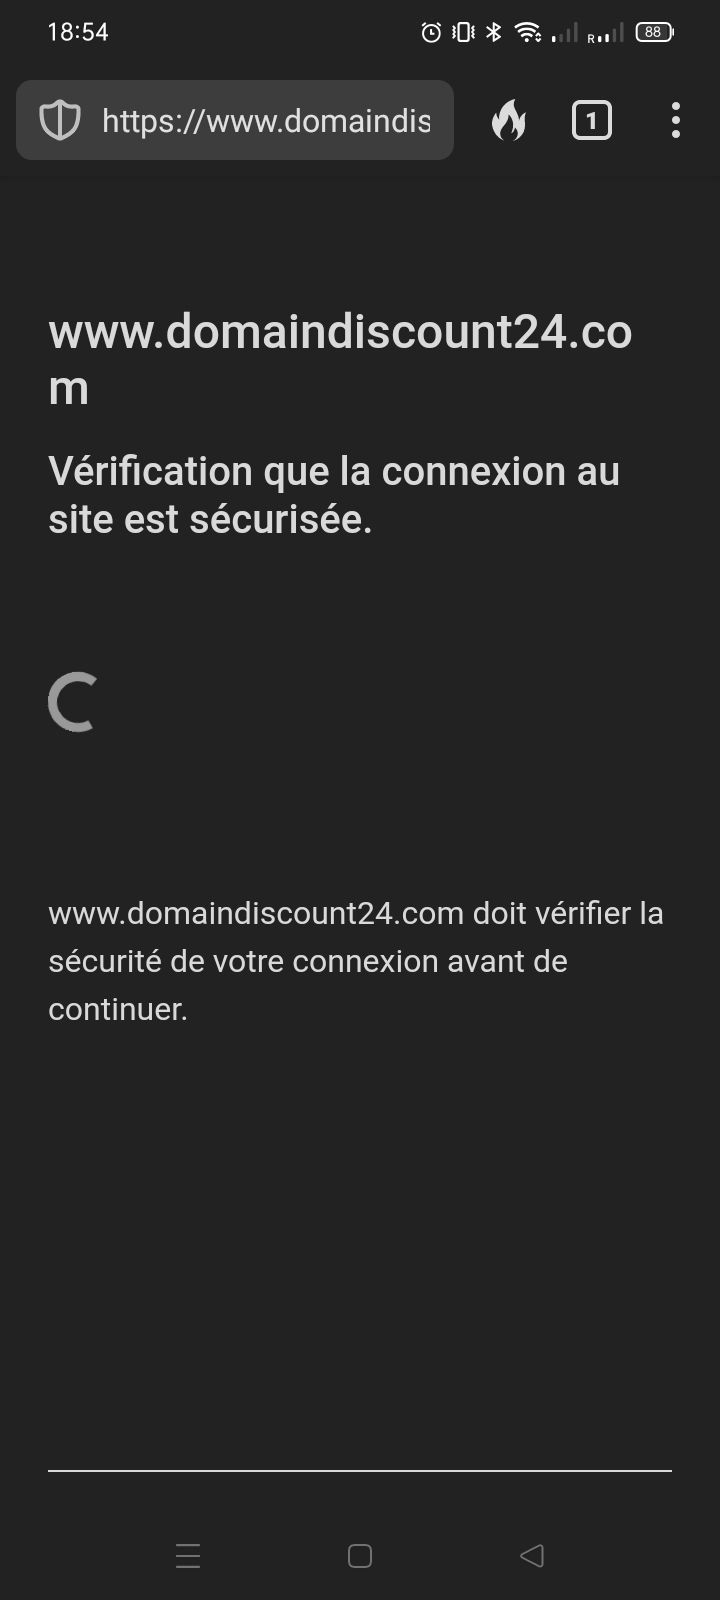 18:54
R
88
https://www.domaindis
1
www.domaindiscount24.co
m
Vérification que la connexion au
site est sécurisée.
www.domaindiscount24.com doit vérifier la
sécurité de votre connexion avant de
continuer.